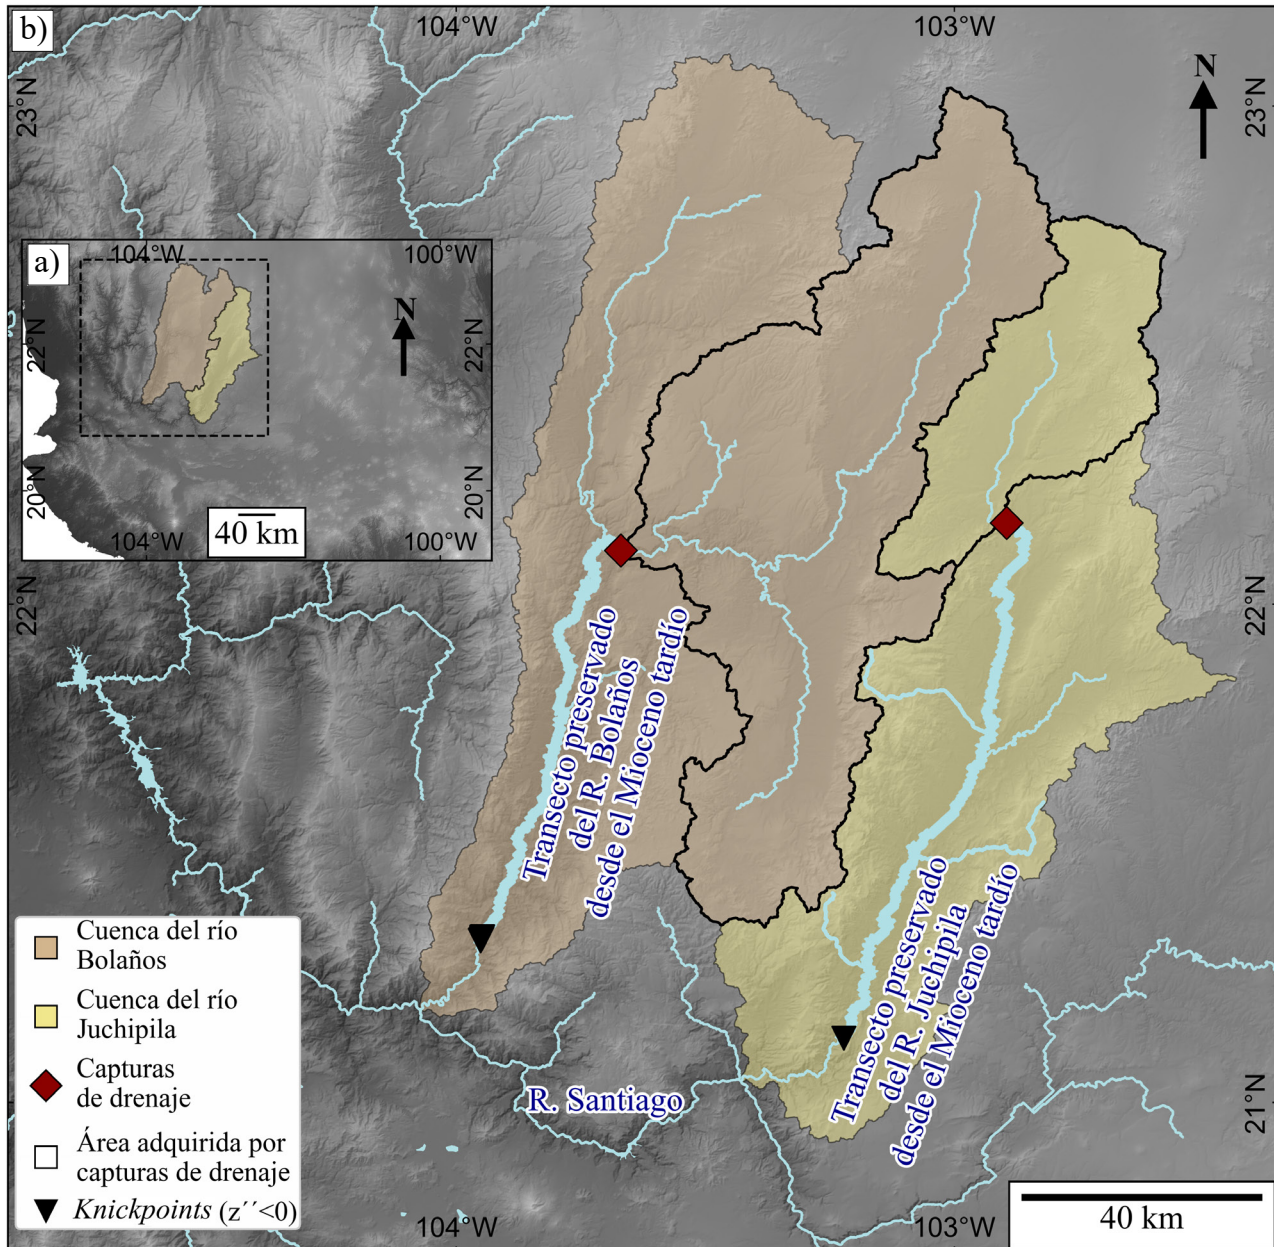 b)
104°W
103°W
N
23°N
23°N
a)
104°W
100°W
N
22°N
22°N
20°N
20°N
40 km
104°W
100°W
22°N
22°N
Transecto preservado
del R. Bolaños
desde el Mioceno tardío
Transecto preservado
del R. Juchipila
desde el Mioceno tardío
R. Santiago
21°N
Cuenca del río
Bolaños
Cuenca del río
Juchipila
Capturas
de drenaje
Área adquirida por
capturas de drenaje
Knickpoints (z´´<0)
104°W
103°W
40 km